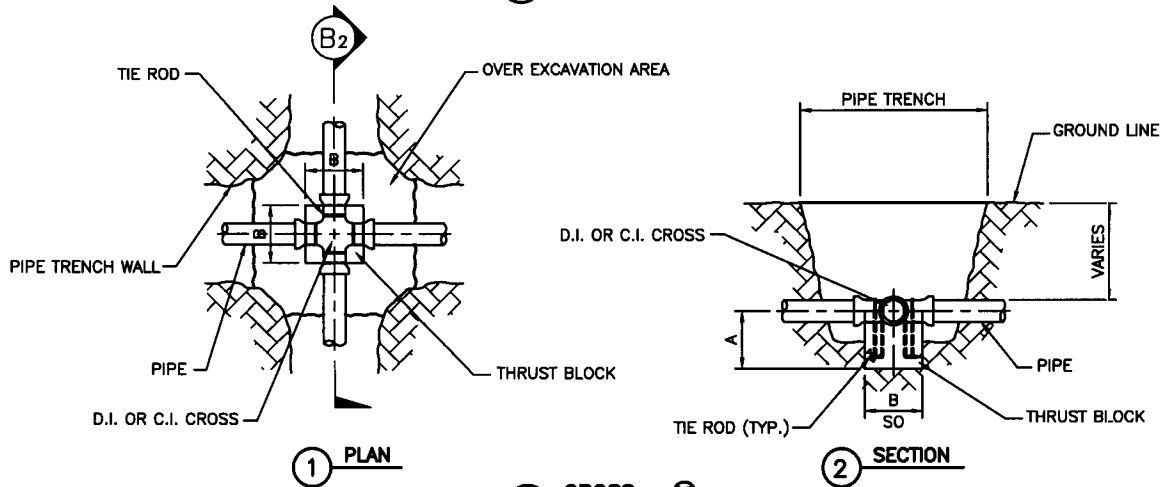 B2
TIE ROD
OVER EXCAVATION AREA
B
B
PIPE TRENCH WALL
PIPE
D.I. OR C.I. CROSS
THRUST BLOCK
1 PLAN
PIPE TRENCH
GROUND LINE
D.I. OR C.I. CROSS
VARIES
A
PIPE
B
SQ
TIE ROD (TYP.)
THRUST BLOCK
2 SECTION